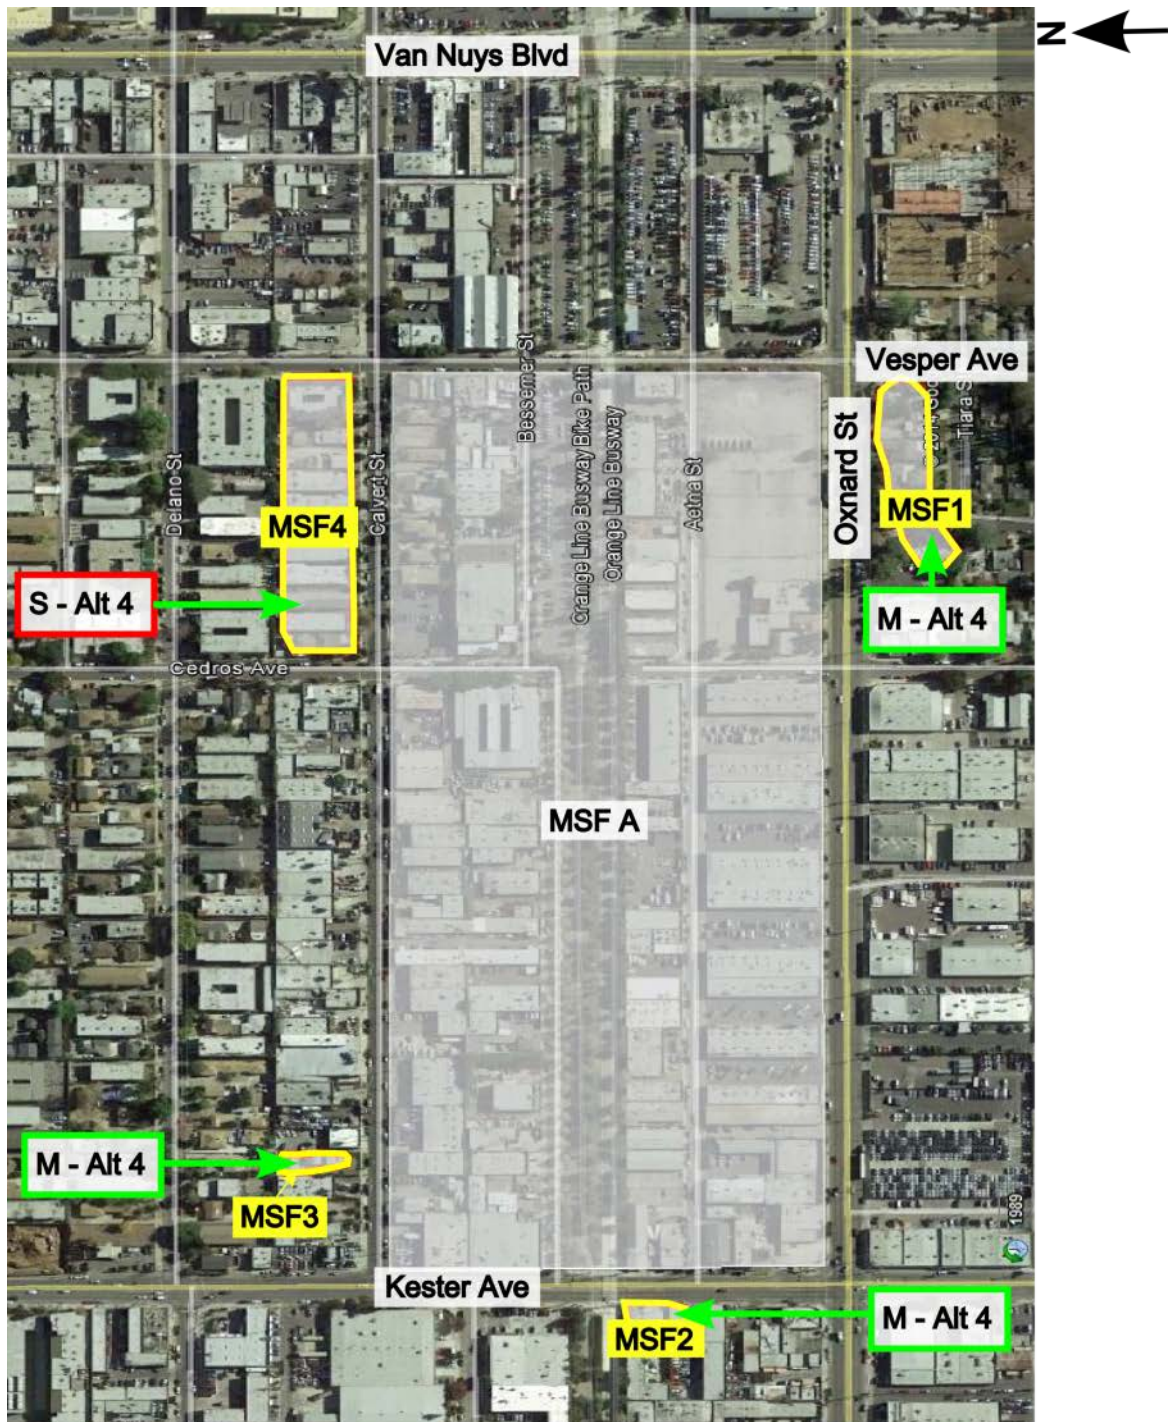 N
Van Nuys Blvd
Vesper Ave
Bessemer St
Orange Line Busway Bike Path
Orange Line Busway
Oxnard St
Tiara S
Delano St
Calvert St
Aetna St
MSF4
MSF1
S - Alt 4
M - Alt 4
Cedros Ave
MSF A
M - Alt 4
MSF3
1989
Kester Ave
M - Alt 4
MSF2